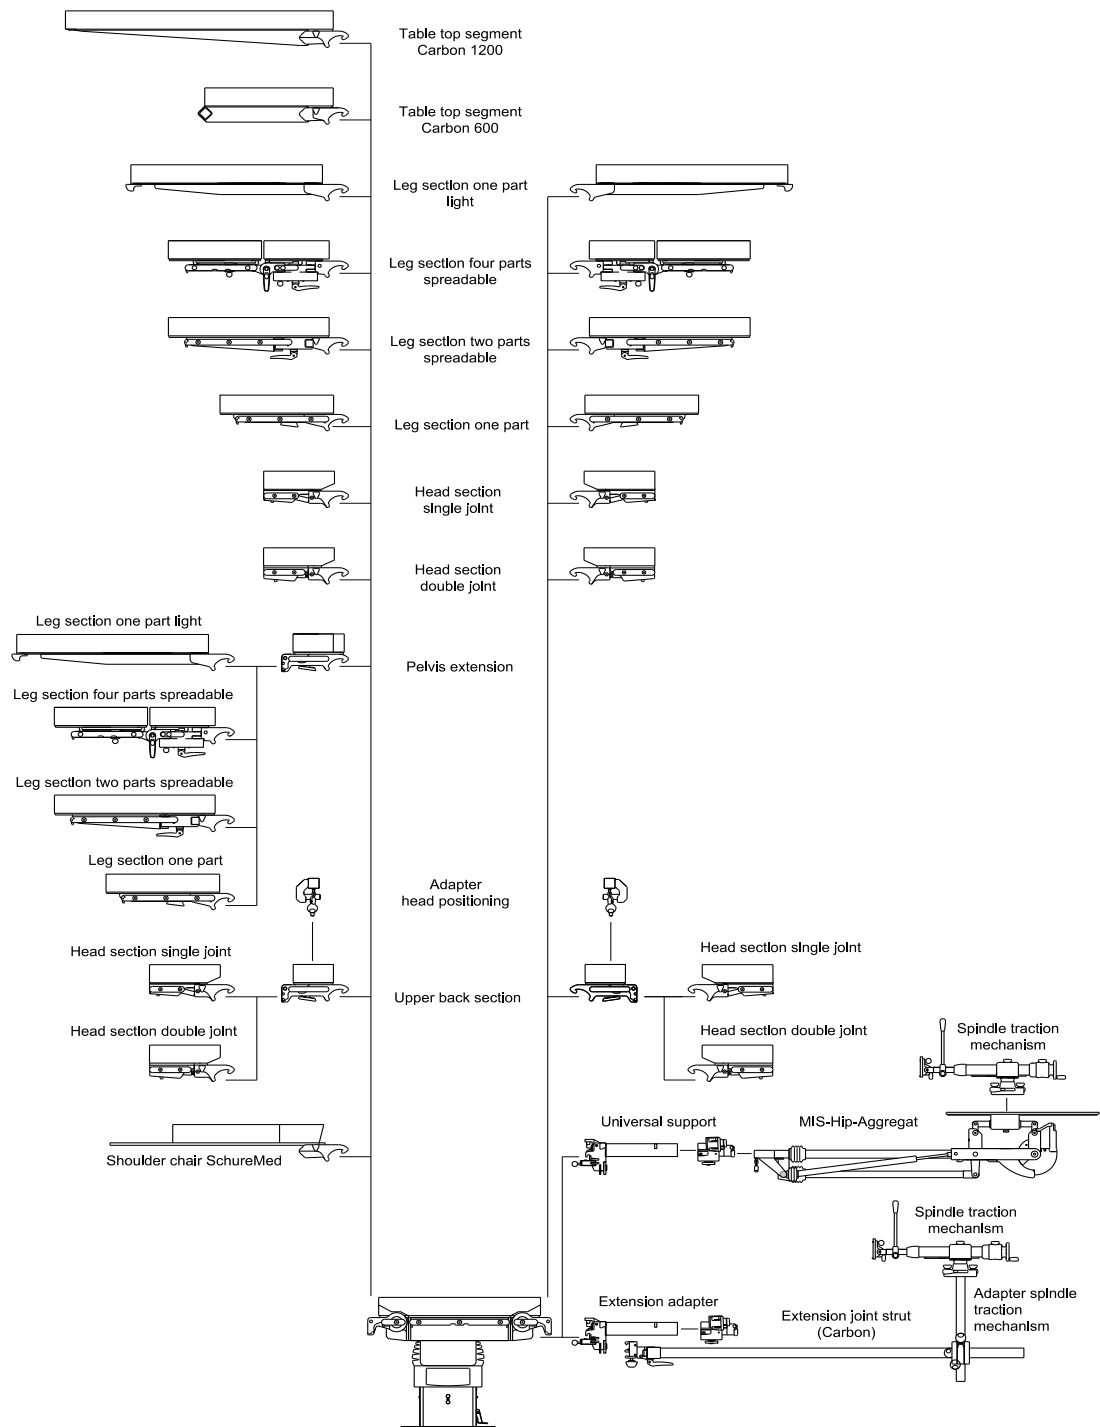 Table top segment
Carbon 1200
Table top segment
Carbon 600
Leg section one part
light
Leg section four parts
spreadable
Leg section two parts
spreadable
Leg section one part
Head section
single joint
Head section
double joint
Leg section one part light
Pelvis extension
Leg section four parts spreadable
Leg section two parts spreadable
Leg section one part
Adapter
head positioning
Head section single joint
Head section single joint
Upper back section
Head section double joint
Head section double joint
Spindle traction
mechanism
Universal support
MIS-Hip-Aggregat
Shoulder chair SchureMed
Spindle traction
mechanism
Extension adapter
Extension joint strut
(Carbon)
Adapter spindle
traction
mechanism